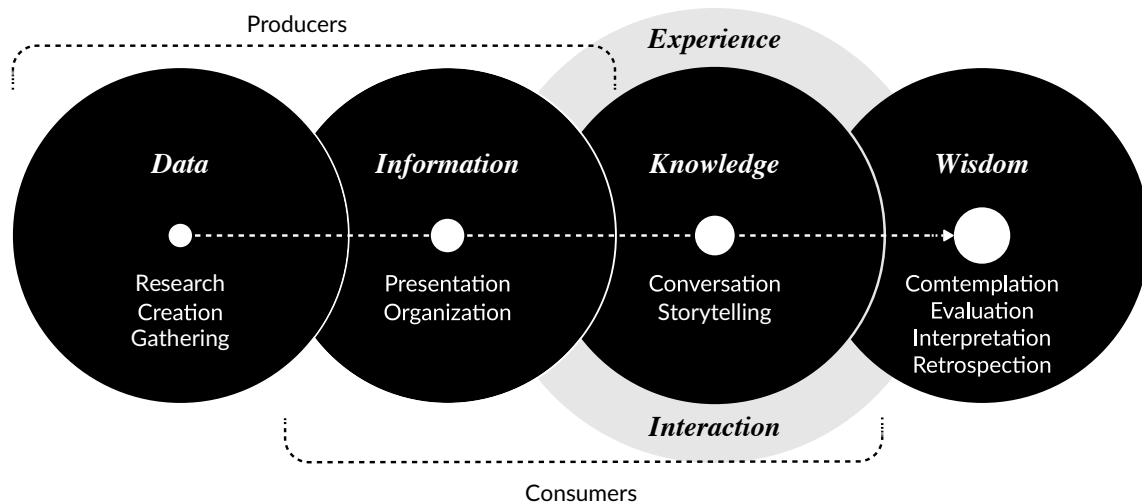 Producers
Experience
Data
Information
Knowledge
Wisdom
Research
Creation
Gathering
Presentation
Organization
Conversation
Storytelling
Comtemplation
Evaluation
Interpretation
Retrospection
Interaction
Consumers